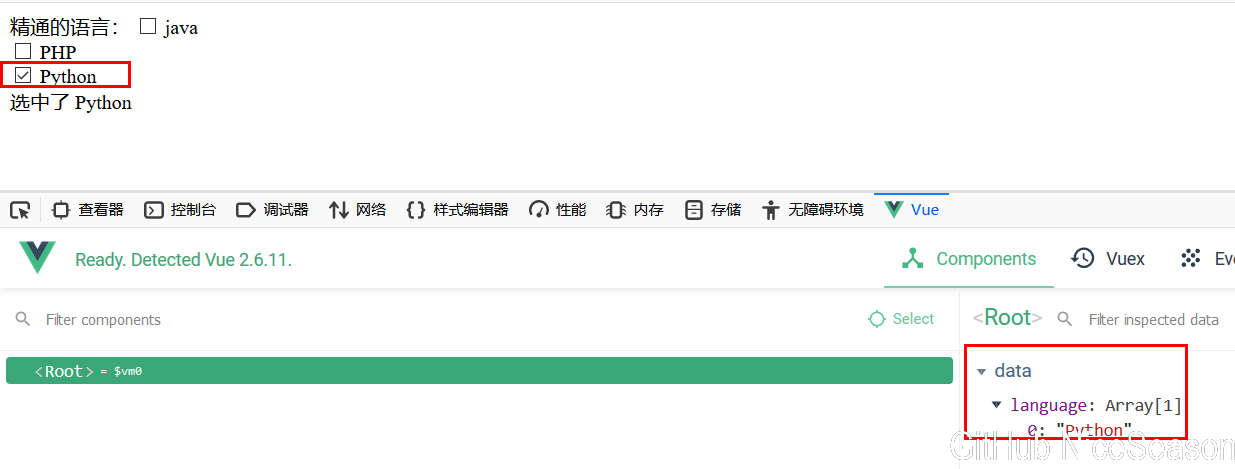 精通的语言： java
PHP
Python
选中了 Python
查看器 控制台 调试器 网络 样式编辑器 性能 内存 存储 无障碍环境 Vue
Ready. Detected Vue 2.6.11. Components Vuex Eve
Filter components Select <Root> Filter inspected data
<Root> = $vm0
data
language: Array[1]
0: "Python"
GitHub NiceSeason